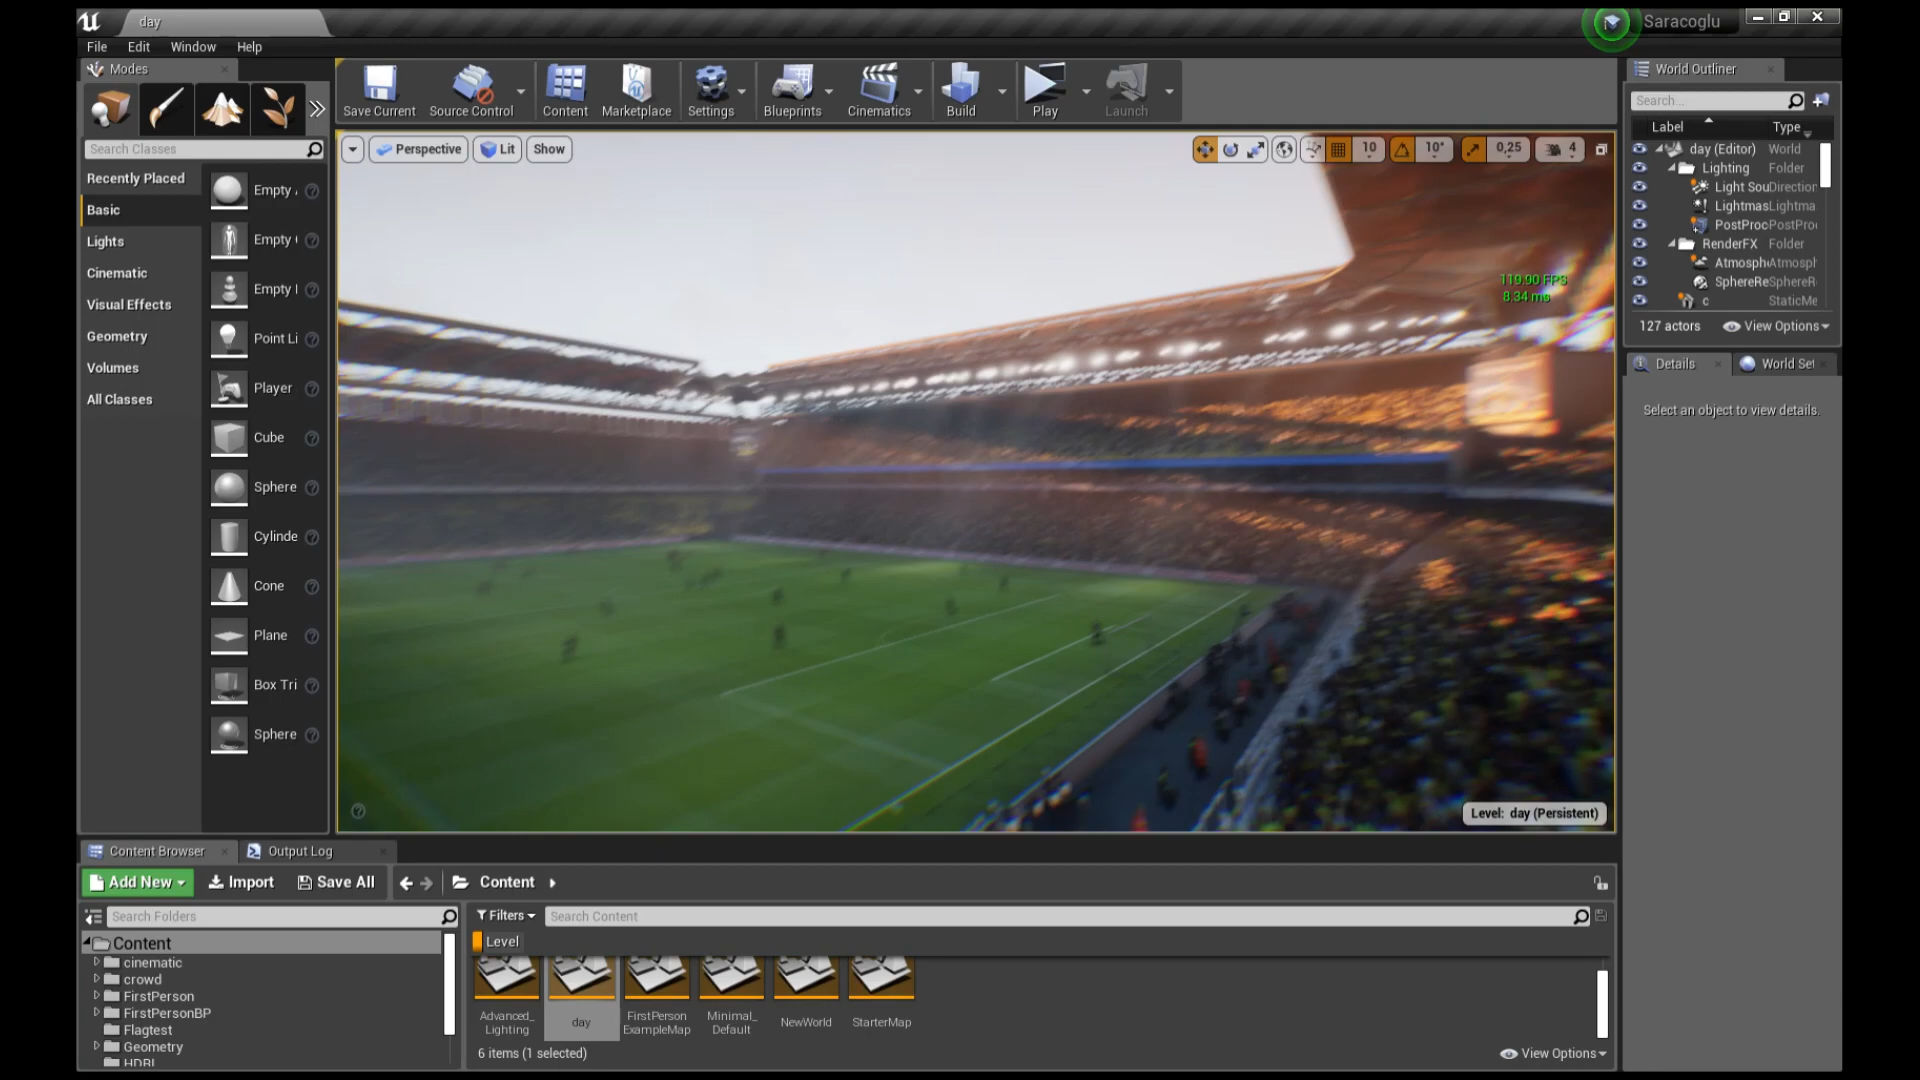 day
Saracoglu
File Edit Window Help
Modes
Save Current
Source Control
Content
Marketplace
Settings
Blueprints
Cinematics
Build
Play
Launch
World Outliner
Search...
Label Type
Search Classes
Perspective
Lit
Show
10
10°
0,25
4
day (Editor) World
Lighting Folder
Light Sou Direction
Lightmas Lightma
PostProc PostProc
RenderFX Folder
Atmosph Atmosph
SphereRe SphereR
c StaticMe
127 actors View Options
Recently Placed
Basic
Lights
Cinematic
Visual Effects
Geometry
Volumes
All Classes
Empty
Empty
Empty
Point Li
Player
Cube
Sphere
Cylinde
Cone
Plane
Box Tri
Sphere
119.90 FPS
8.34 ms
Details
World Set
Select an object to view details.
Level: day (Persistent)
Content Browser
Output Log
Add New
Import
Save All
Content
Search Folders
Filters
Search Content
Content
cinematic
crowd
FirstPerson
FirstPersonBP
Flagtest
Geometry
HDRI
Level
Advanced_
Lighting
day
FirstPerson
ExampleMap
Minimal_
Default
NewWorld
StarterMap
6 items (1 selected)
View Options